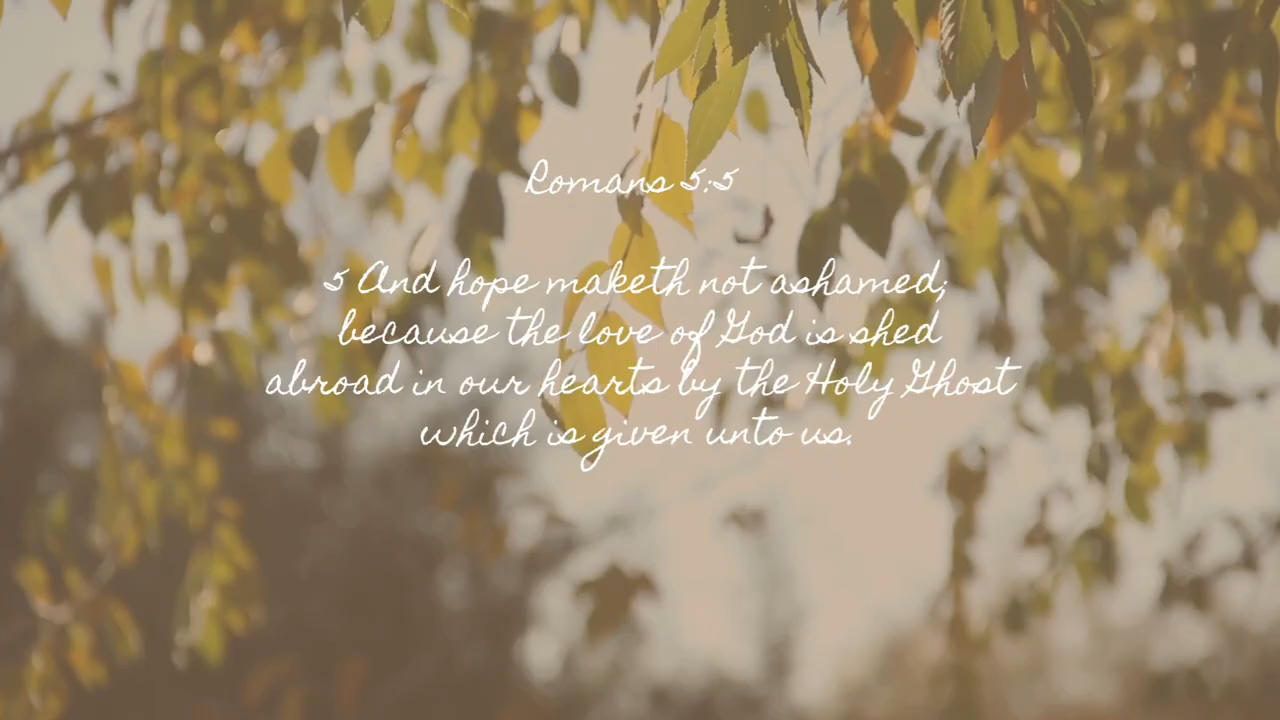 Romans 5:5
5 And hope maketh not ashamed;
because the love of God is shed
abroad in our hearts by the Holy Ghost
which is given unto us.